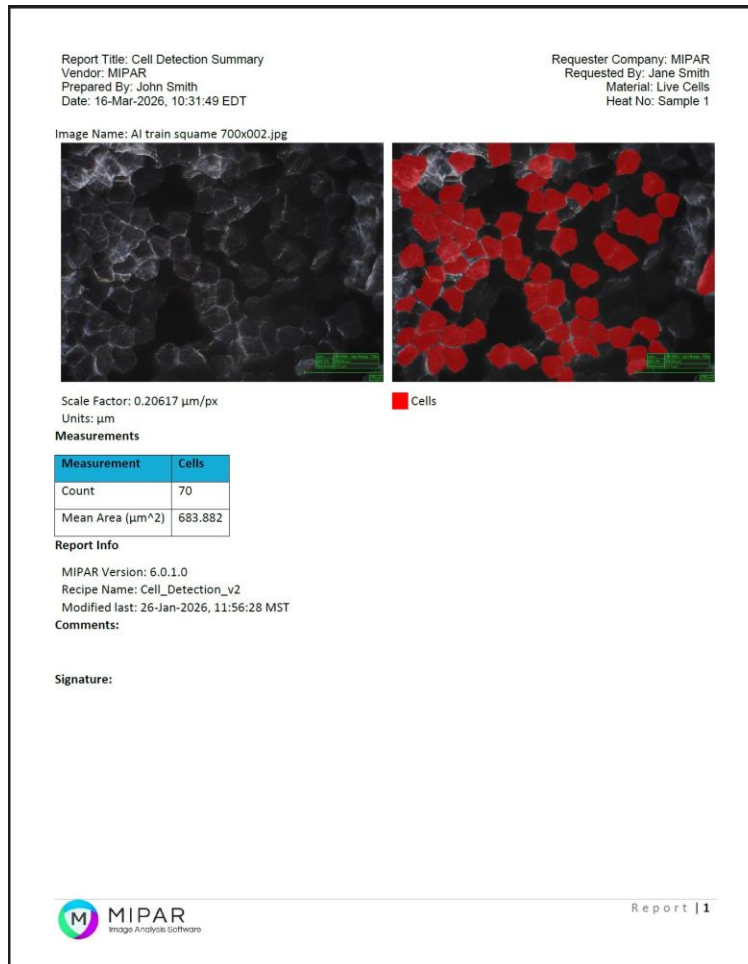 Report Title: Cell Detection Summary
Vendor: MIPAR
Prepared By: John Smith
Date: 16-Mar-2026, 10:31:49 EDT
Requester Company: MIPAR
Requested By: Jane Smith
Material: Live Cells
Heat No: Sample 1
Image Name: AI train squame 700x002.jpg
Scale Factor: 0.20617 µm/px
Units: µm
Cells
Measurements
Measurement Cells
Count 70
Mean Area (µm^2) 683.882
Report Info
MIPAR Version: 6.0.1.0
Recipe Name: Cell_Detection_v2
Modified last: 26-Jan-2026, 11:56:28 MST
Comments:
Signature:
MIPAR
Image Analysis Software
Report | 1